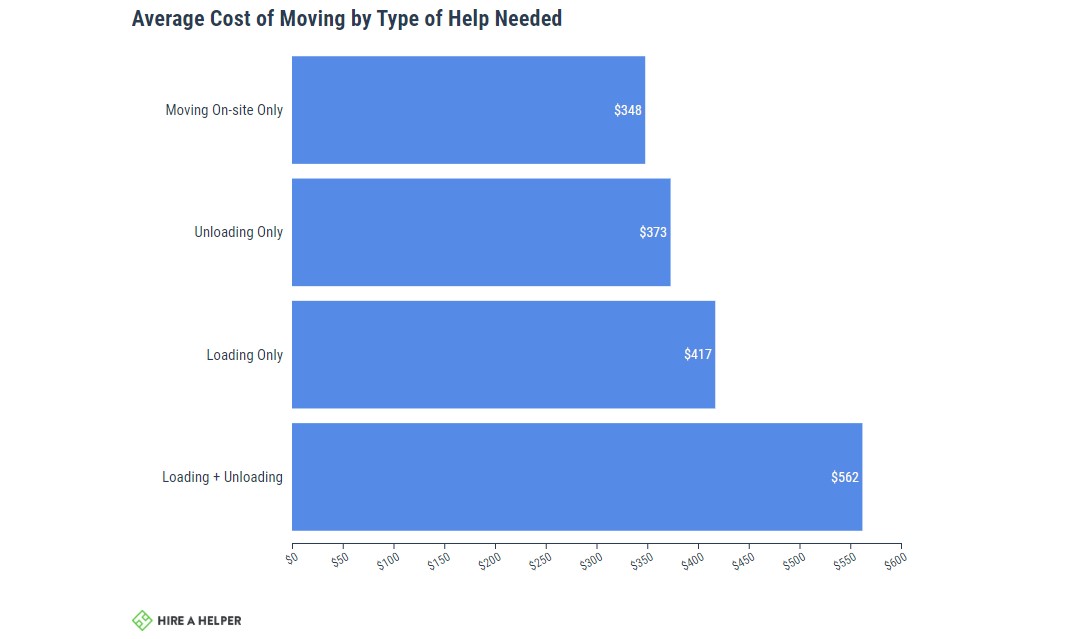 Average Cost of Moving by Type of Help Needed
Moving On-site Only
$348
Unloading Only
$373
Loading Only
$417
Loading + Unloading
$562
$0 $50 $100 $150 $200 $250 $300 $350 $400 $450 $500 $550 $600
HIRE A HELPER